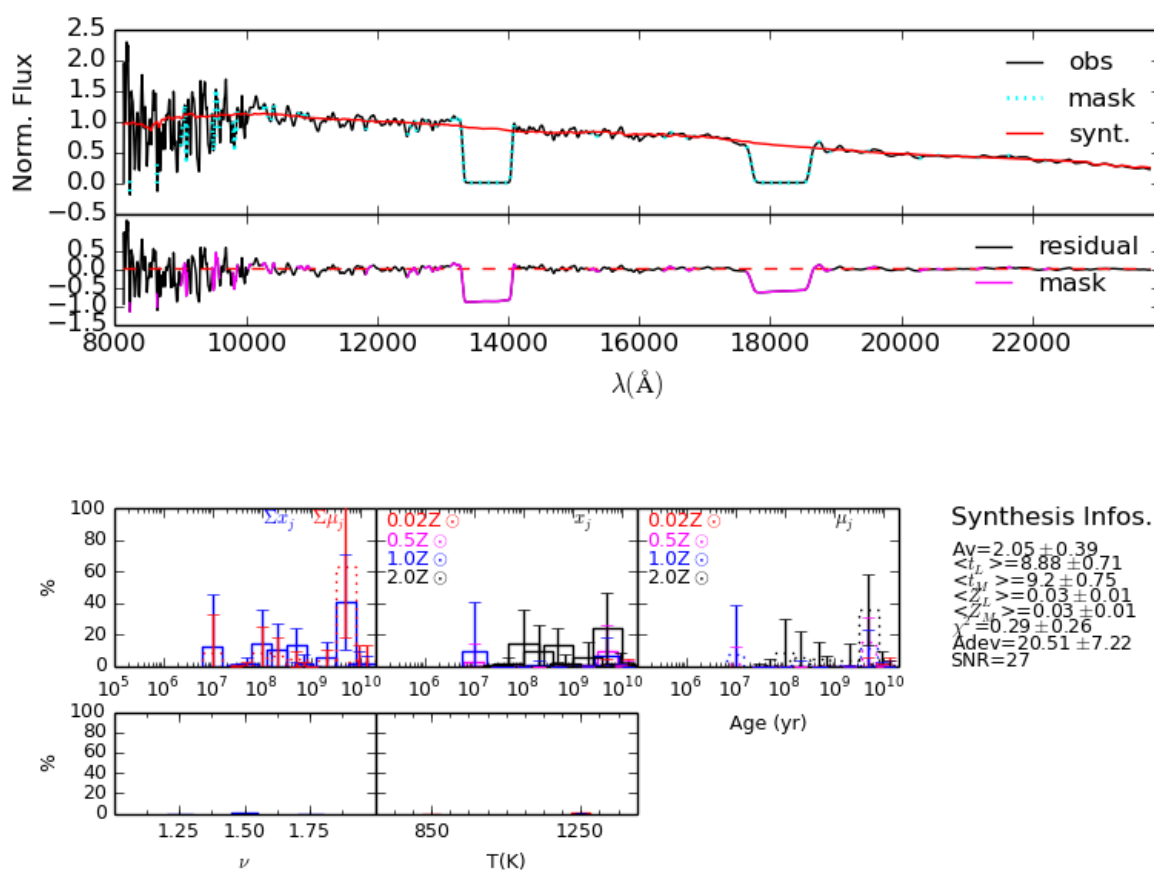 2.5
2.0
1.5
1.0
0.5
0.0
−0.5
Norm. Flux
obs
mask
synt.
0.5
0.0
−0.5
−1.0
−1.5
residual
mask
8000 10000 12000 14000 16000 18000 20000 22000
λ(Å)
100
80
60
40
20
0
%
Σx_j Σμ_j
0.02Z☉ x_j
0.5Z☉
1.0Z☉
2.0Z☉
0.02Z☉ μ_j
0.5Z☉
1.0Z☉
2.0Z☉
10^5 10^6 10^7 10^8 10^9 10^10
10^6 10^7 10^8 10^9 10^10
10^6 10^7 10^8 10^9 10^10
Age (yr)
Synthesis Infos.
Av=2.05±0.39
<t_L>=8.88±0.71
<t_M>=9.2±0.75
<Z_L>=0.03±0.01
<Z_M>=0.03±0.01
χ²=0.29±0.26
Adev=20.51±7.22
SNR=27
100
80
60
40
20
0
%
1.25 1.50 1.75
ν
850 1250
T(K)